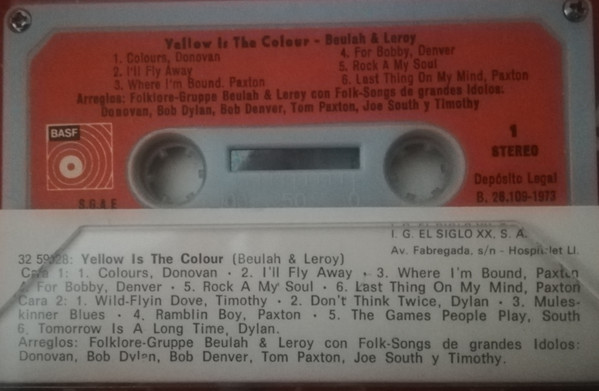 Yellow Is The Colour - Beulah & Leroy
1. Colours, Donovan
2. I'll Fly Away
3. Where I'm Bound, Paxton
4. For Bobby, Denver
5. Rock A My Soul
6. Last Thing On My Mind, Paxton
Arreglos: Folklore-Gruppe Beulah & Leroy con Folk-Songs de grandes Idolos:
Donovan, Bob Dylan, Bob Denver, Tom Paxton, Joe South y Timothy
BASF
1
STEREO
S.G.A.E
Depósito Legal
B. 26.109-1973
I. G. EL SIGLO XX, S. A.
Av. Fabregada, s/n - Hospitlet Ll.
32 59328: Yellow Is The Colour (Beulah & Leroy)
Cara 1: 1. Colours, Donovan · 2. I'll Fly Away · 3. Where I'm Bound, Paxton
4. For Bobby, Denver · 5. Rock A My Soul · 6. Last Thing On My Mind, Paxton
Cara 2: 1. Wild-Flyin Dove, Timothy · 2. Don't Think Twice, Dylan · 3. Mules-
kinner Blues · 4. Ramblin Boy, Paxton · 5. The Games People Play, South
6. Tomorrow Is A Long Time, Dylan.
Arreglos: Folklore-Gruppe Beulah & Leroy con Folk-Songs de grandes Idolos:
Donovan, Bob Dylan, Bob Denver, Tom Paxton, Joe South y Timothy.